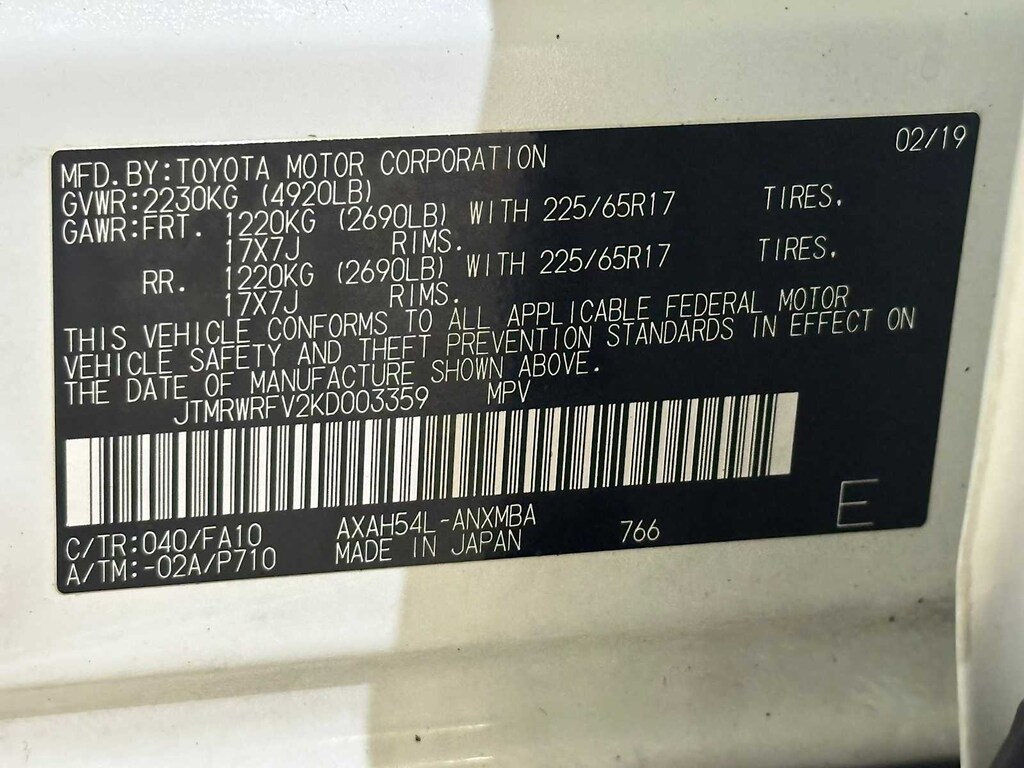 02/19
MFD. BY: TOYOTA MOTOR CORPORATION
GVWR: 2230KG (4920LB)
GAWR: FRT. 1220KG (2690LB) WITH 225/65R17 TIRES,
17X7J RIMS.
RR. 1220KG (2690LB) WITH 225/65R17 TIRES,
17X7J RIMS.
THIS VEHICLE CONFORMS TO ALL APPLICABLE FEDERAL MOTOR
VEHICLE SAFETY AND THEFT PREVENTION STANDARDS IN EFFECT ON
THE DATE OF MANUFACTURE SHOWN ABOVE.
JTMRWRFV2KD003359 MPV
C/TR: 040/FA10 AXAH54L-ANXMBA 766 E
A/TM: -02A/P710 MADE IN JAPAN